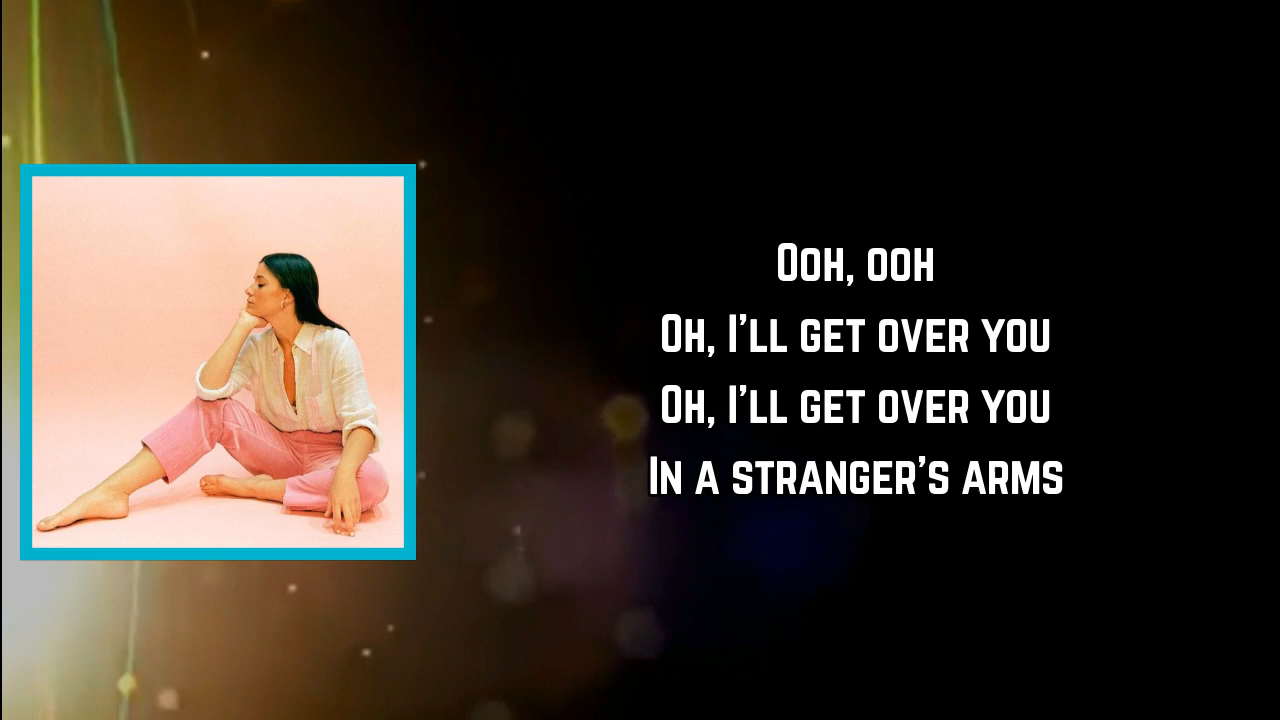 Ooh, ooh
Oh, I'll get over you
Oh, I'll get over you
In a stranger's arms